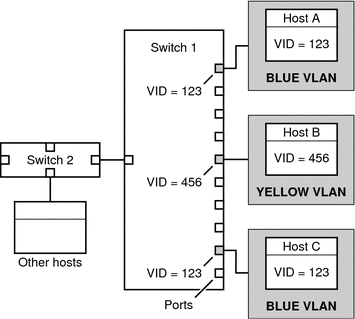 Host A
VID = 123
BLUE VLAN
Switch 1
VID = 123
Host B
VID = 456
YELLOW VLAN
VID = 456
Switch 2
Other hosts
Host C
VID = 123
BLUE VLAN
VID = 123
Ports